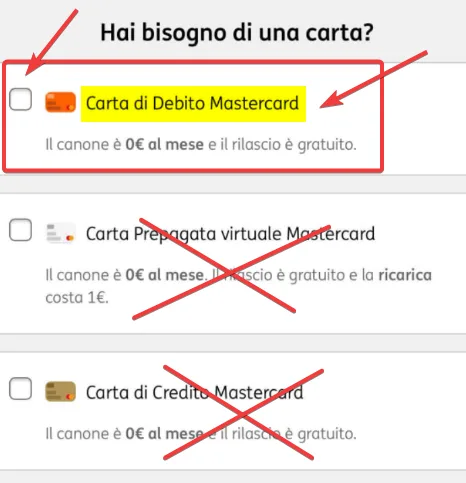 Hai bisogno di una carta?
Carta di Debito Mastercard
Il canone è 0€ al mese e il rilascio è gratuito.
Carta Prepagata virtuale Mastercard
Il canone è 0€ al mese. Il rilascio è gratuito e la ricarica
costa 1€.
Carta di Credito Mastercard
Il canone è 0€ al mese e il rilascio è gratuito.